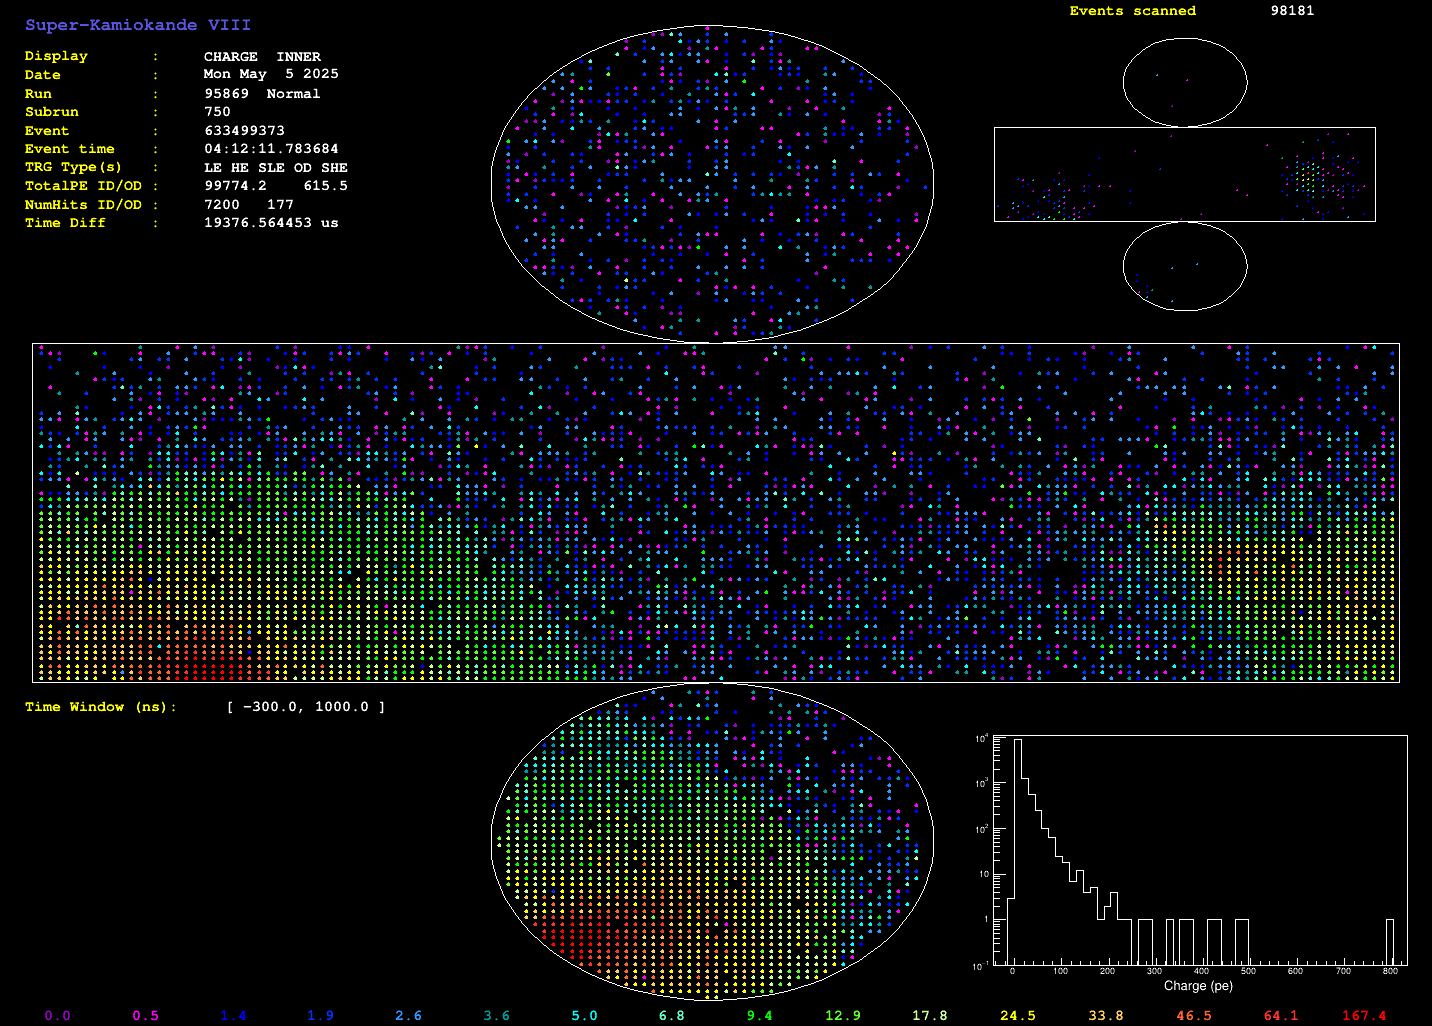 Super-Kamiokande VIII
Events scanned 98181
Display : CHARGE INNER
Date : Mon May 5 2025
Run : 95869 Normal
Subrun : 750
Event : 633499373
Event time : 04:12:11.783684
TRG Type(s) : LE HE SLE OD SHE
TotalPE ID/OD : 99774.2 615.5
NumHits ID/OD : 7200 177
Time Diff : 19376.564453 us
Time Window (ns): [ -300.0, 1000.0 ]
10⁴
10³
10²
10
1
10⁻¹
0 100 200 300 400 500 600 700 800
Charge (pe)
0.0 0.5 1.4 1.9 2.6 3.6 5.0 6.8 9.4 12.9 17.8 24.5 33.8 46.5 64.1 167.4